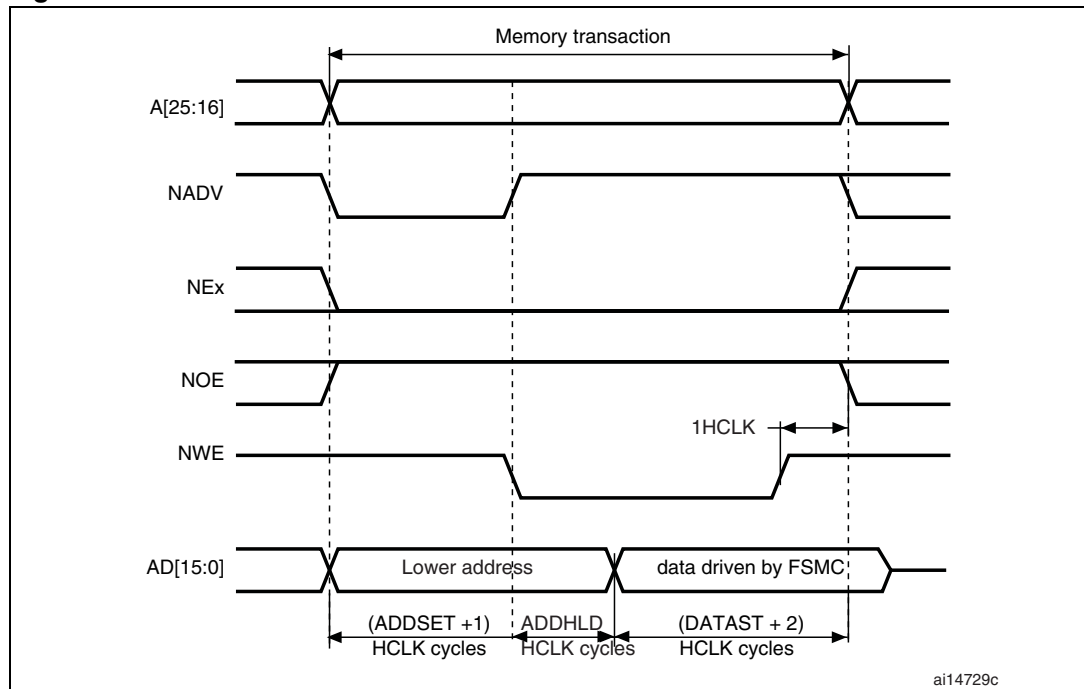 Memory transaction
A[25:16]
NADV
NEx
NOE
1HCLK
NWE
AD[15:0]
Lower address
data driven by FSMC
(ADDSET +1)
HCLK cycles
ADDHLD
HCLK cycles
(DATAST + 2)
HCLK cycles
ai14729c